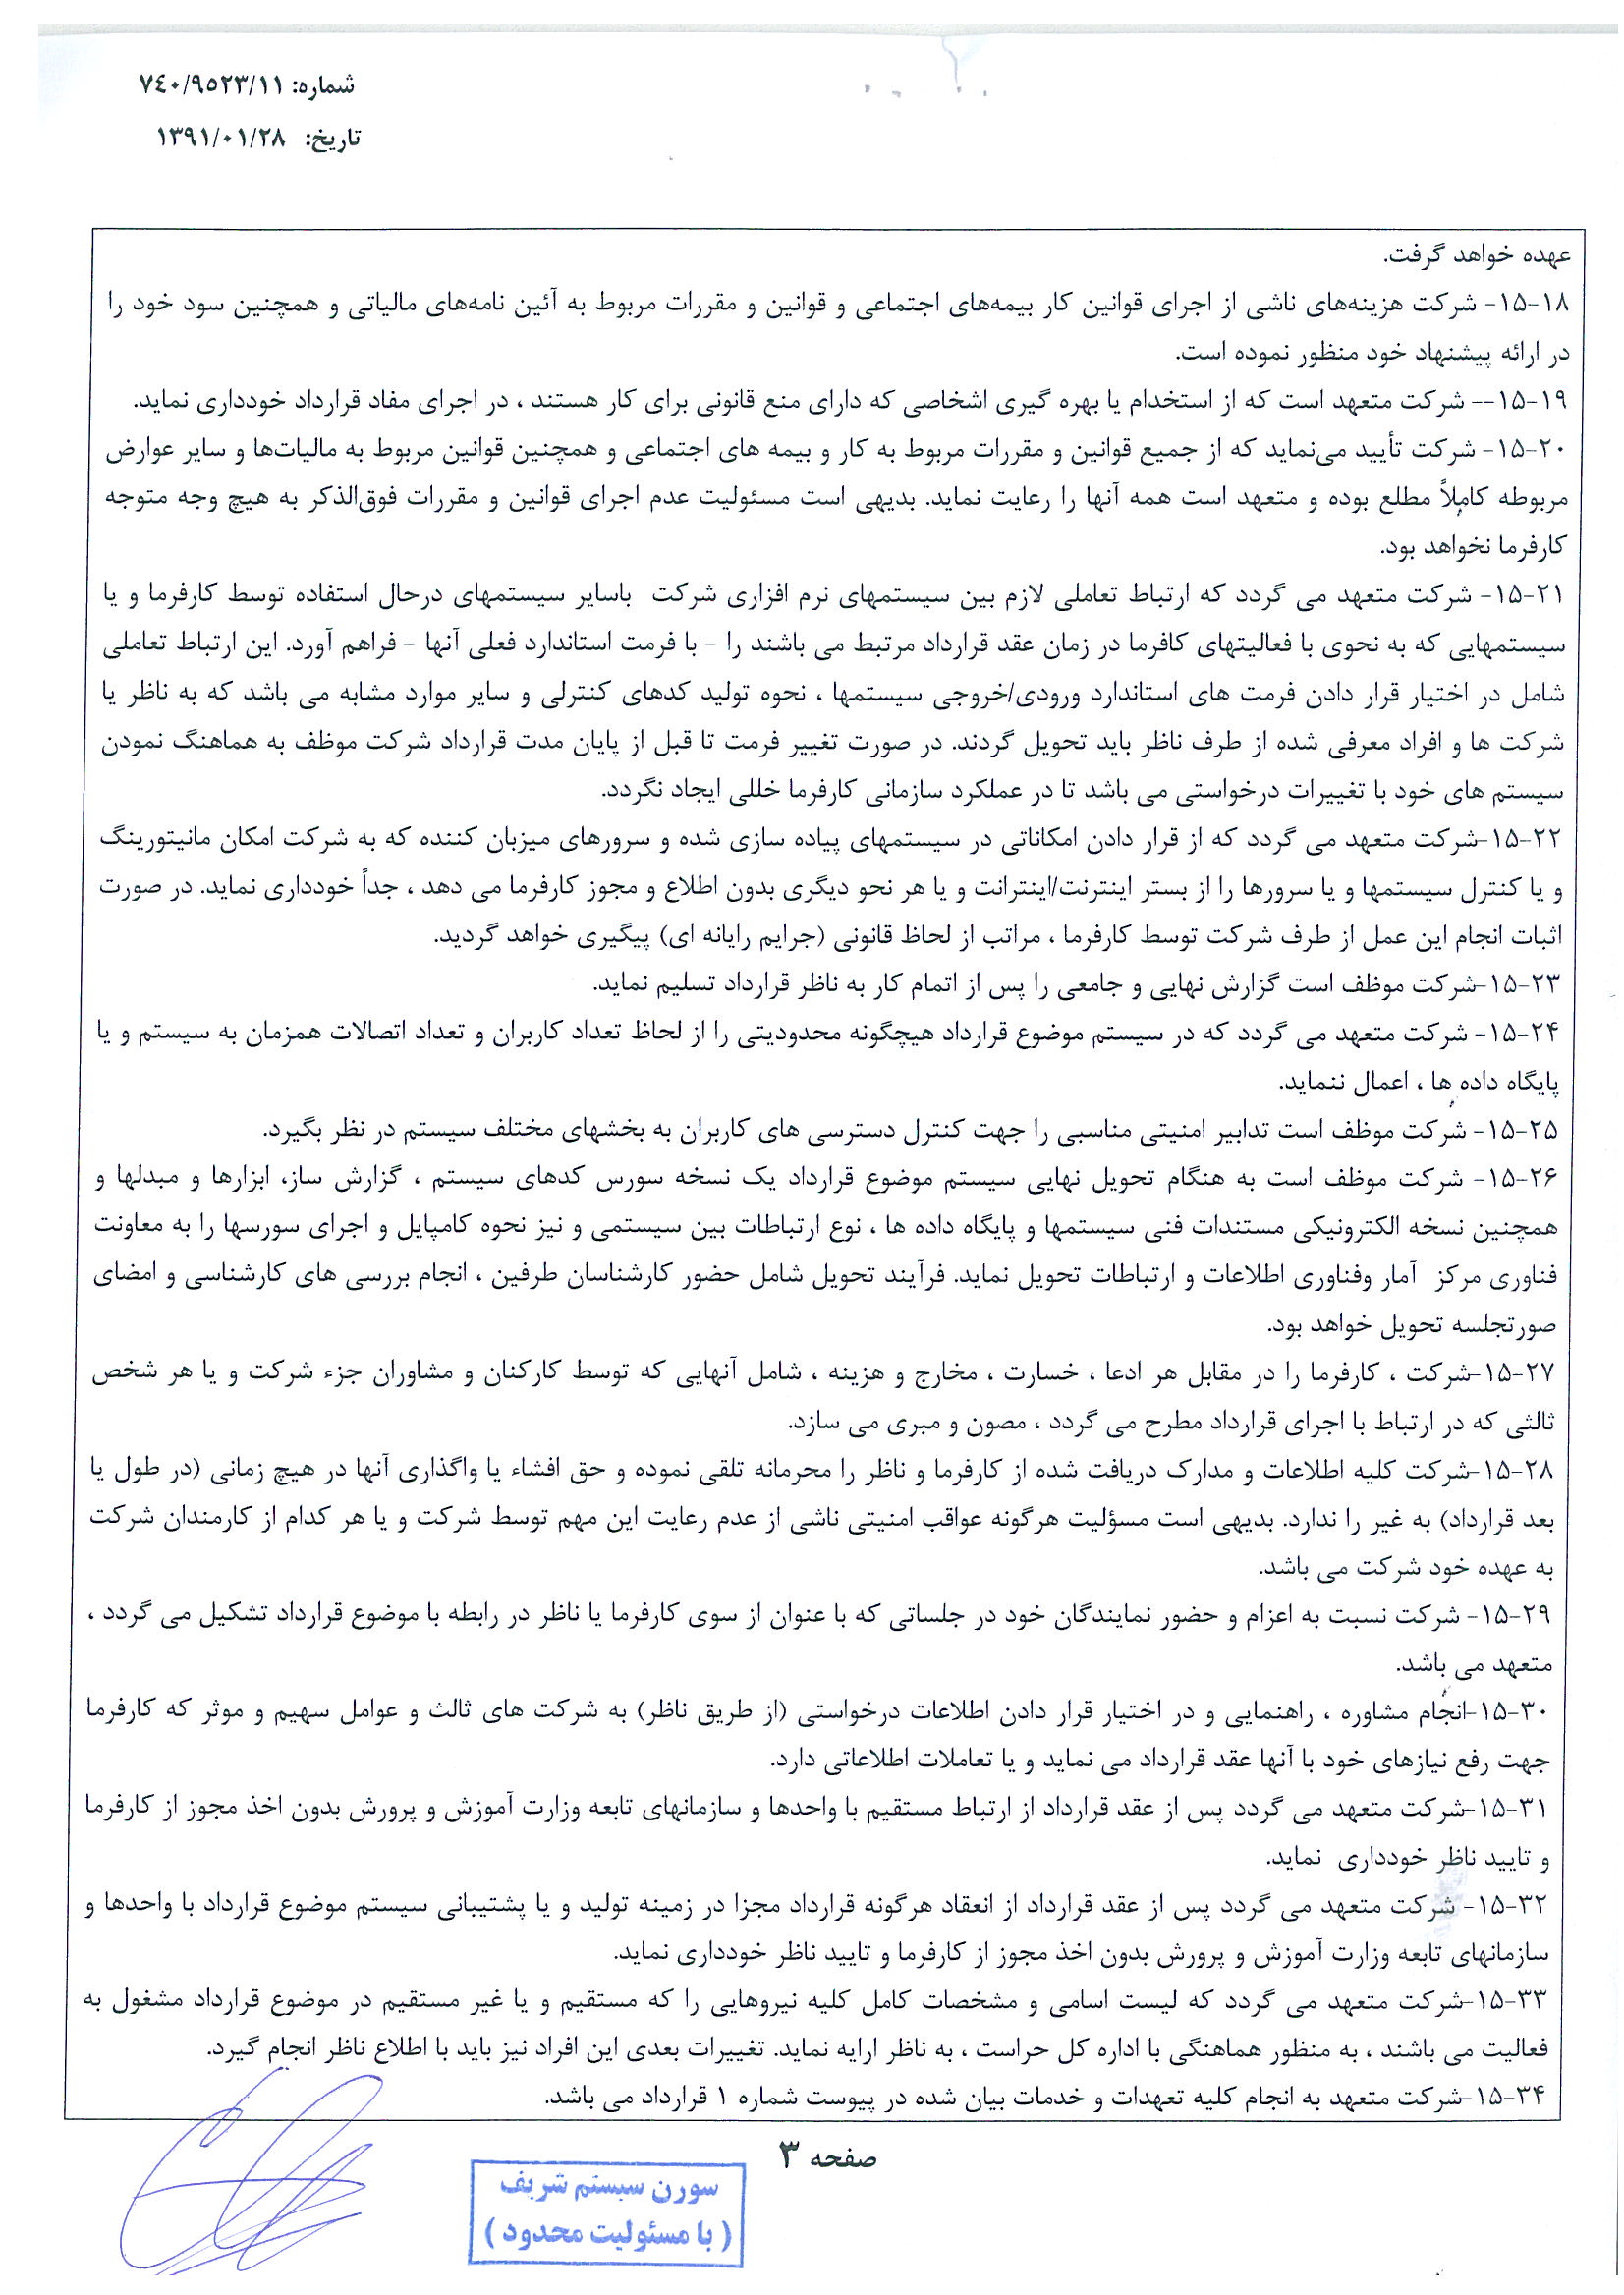 شماره: ۷٤۰/۹۵۲۳/۱۱
تاریخ: ۱۳۹۱/۰۱/۲۸
عهده خواهد گرفت.
۱۵-۱۸- شرکت هزینه‌های ناشی از اجرای قوانین کار بیمه‌های اجتماعی و قوانین و مقررات مربوط به آئین نامه‌های مالیاتی و همچنین سود خود را
در ارائه پیشنهاد خود منظور نموده است.
۱۵-۱۹-- شرکت متعهد است که از استخدام یا بهره گیری اشخاصی که دارای منع قانونی برای کار هستند ، در اجرای مفاد قرارداد خودداری نماید.
۱۵-۲۰- شرکت تأیید می‌نماید که از جمیع قوانین و مقررات مربوط به کار و بیمه های اجتماعی و همچنین قوانین مربوط به مالیات‌ها و سایر عوارض
مربوطه کاملاً مطلع بوده و متعهد است همه آنها را رعایت نماید. بدیهی است مسئولیت عدم اجرای قوانین و مقررات فوق‌الذکر به هیچ وجه متوجه
کارفرما نخواهد بود.
۱۵-۲۱- شرکت متعهد می گردد که ارتباط تعاملی لازم بین سیستمهای نرم افزاری شرکت باسایر سیستمهای درحال استفاده توسط کارفرما و یا
سیستمهایی که به نحوی با فعالیتهای کافرما در زمان عقد قرارداد مرتبط می باشند را - با فرمت استاندارد فعلی آنها - فراهم آورد. این ارتباط تعاملی
شامل در اختیار قرار دادن فرمت های استاندارد ورودی/خروجی سیستمها ، نحوه تولید کدهای کنترلی و سایر موارد مشابه می باشد که به ناظر یا
شرکت ها و افراد معرفی شده از طرف ناظر باید تحویل گردند. در صورت تغییر فرمت تا قبل از پایان مدت قرارداد شرکت موظف به هماهنگ نمودن
سیستم های خود با تغییرات درخواستی می باشد تا در عملکرد سازمانی کارفرما خللی ایجاد نگردد.
۱۵-۲۲-شرکت متعهد می گردد که از قرار دادن امکاناتی در سیستمهای پیاده سازی شده و سرورهای میزبان کننده که به شرکت امکان مانیتورینگ
و یا کنترل سیستمها و یا سرورها را از بستر اینترنت/اینترانت و یا هر نحو دیگری بدون اطلاع و مجوز کارفرما می دهد ، جداً خودداری نماید. در صورت
اثبات انجام این عمل از طرف شرکت توسط کارفرما ، مراتب از لحاظ قانونی (جرایم رایانه ای) پیگیری خواهد گردید.
۱۵-۲۳-شرکت موظف است گزارش نهایی و جامعی را پس از اتمام کار به ناظر قرارداد تسلیم نماید.
۱۵-۲۴- شرکت متعهد می گردد که در سیستم موضوع قرارداد هیچگونه محدودیتی را از لحاظ تعداد کاربران و تعداد اتصالات همزمان به سیستم و یا
پایگاه داده ها ، اعمال ننماید.
۱۵-۲۵- شرکت موظف است تدابیر امنیتی مناسبی را جهت کنترل دسترسی های کاربران به بخشهای مختلف سیستم در نظر بگیرد.
۱۵-۲۶- شرکت موظف است به هنگام تحویل نهایی سیستم موضوع قرارداد یک نسخه سورس کدهای سیستم ، گزارش ساز، ابزارها و مبدلها و
همچنین نسخه الکترونیکی مستندات فنی سیستمها و پایگاه داده ها ، نوع ارتباطات بین سیستمی و نیز نحوه کامپایل و اجرای سورسها را به معاونت
فناوری مرکز آمار وفناوری اطلاعات و ارتباطات تحویل نماید. فرآیند تحویل شامل حضور کارشناسان طرفین ، انجام بررسی های کارشناسی و امضای
صورتجلسه تحویل خواهد بود.
۱۵-۲۷-شرکت ، کارفرما را در مقابل هر ادعا ، خسارت ، مخارج و هزینه ، شامل آنهایی که توسط کارکنان و مشاوران جزء شرکت و یا هر شخص
ثالثی که در ارتباط با اجرای قرارداد مطرح می گردد ، مصون و مبری می سازد.
۱۵-۲۸-شرکت کلیه اطلاعات و مدارک دریافت شده از کارفرما و ناظر را محرمانه تلقی نموده و حق افشاء یا واگذاری آنها در هیچ زمانی (در طول یا
بعد قرارداد) به غیر را ندارد. بدیهی است مسؤلیت هرگونه عواقب امنیتی ناشی از عدم رعایت این مهم توسط شرکت و یا هر کدام از کارمندان شرکت
به عهده خود شرکت می باشد.
۱۵-۲۹- شرکت نسبت به اعزام و حضور نمایندگان خود در جلساتی که با عنوان از سوی کارفرما یا ناظر در رابطه با موضوع قرارداد تشکیل می گردد ،
متعهد می باشد.
۱۵-۳۰-انجام مشاوره ، راهنمایی و در اختیار قرار دادن اطلاعات درخواستی (از طریق ناظر) به شرکت های ثالث و عوامل سهیم و موثر که کارفرما
جهت رفع نیازهای خود با آنها عقد قرارداد می نماید و یا تعاملات اطلاعاتی دارد.
۱۵-۳۱-شرکت متعهد می گردد پس از عقد قرارداد از ارتباط مستقیم با واحدها و سازمانهای تابعه وزارت آموزش و پرورش بدون اخذ مجوز از کارفرما
و تایید ناظر خودداری نماید.
۱۵-۳۲- شرکت متعهد می گردد پس از عقد قرارداد از انعقاد هرگونه قرارداد مجزا در زمینه تولید و یا پشتیبانی سیستم موضوع قرارداد با واحدها و
سازمانهای تابعه وزارت آموزش و پرورش بدون اخذ مجوز از کارفرما و تایید ناظر خودداری نماید.
۱۵-۳۳-شرکت متعهد می گردد که لیست اسامی و مشخصات کامل کلیه نیروهایی را که مستقیم و یا غیر مستقیم در موضوع قرارداد مشغول به
فعالیت می باشند ، به منظور هماهنگی با اداره کل حراست ، به ناظر ارایه نماید. تغییرات بعدی این افراد نیز باید با اطلاع ناظر انجام گیرد.
۱۵-۳۴-شرکت متعهد به انجام کلیه تعهدات و خدمات بیان شده در پیوست شماره ۱ قرارداد می باشد.
صفحه ۳
سورن سیستم شریف
( با مسئولیت محدود )